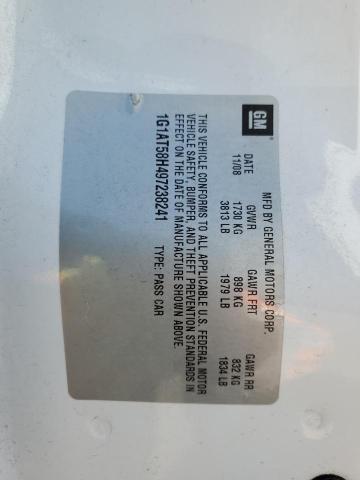 GM
MFD BY GENERAL MOTORS CORP.
DATE GVWR GAWR FRT GAWR RR
11/08 1730 KG 898 KG 832 KG
3813 LB 1979 LB 1834 LB
THIS VEHICLE CONFORMS TO ALL APPLICABLE U.S. FEDERAL MOTOR
VEHICLE SAFETY, BUMPER, AND THEFT PREVENTION STANDARDS IN
EFFECT ON THE DATE OF MANUFACTURE SHOWN ABOVE.
1G1AT58H497238241 TYPE: PASS CAR